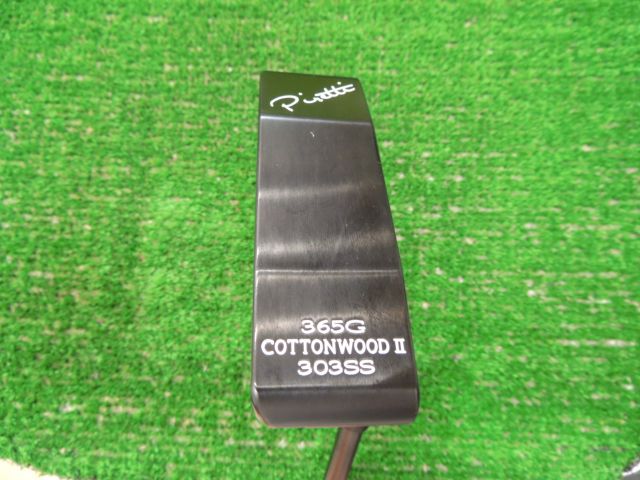 Piretti
365G
COTTONWOOD II
303SS